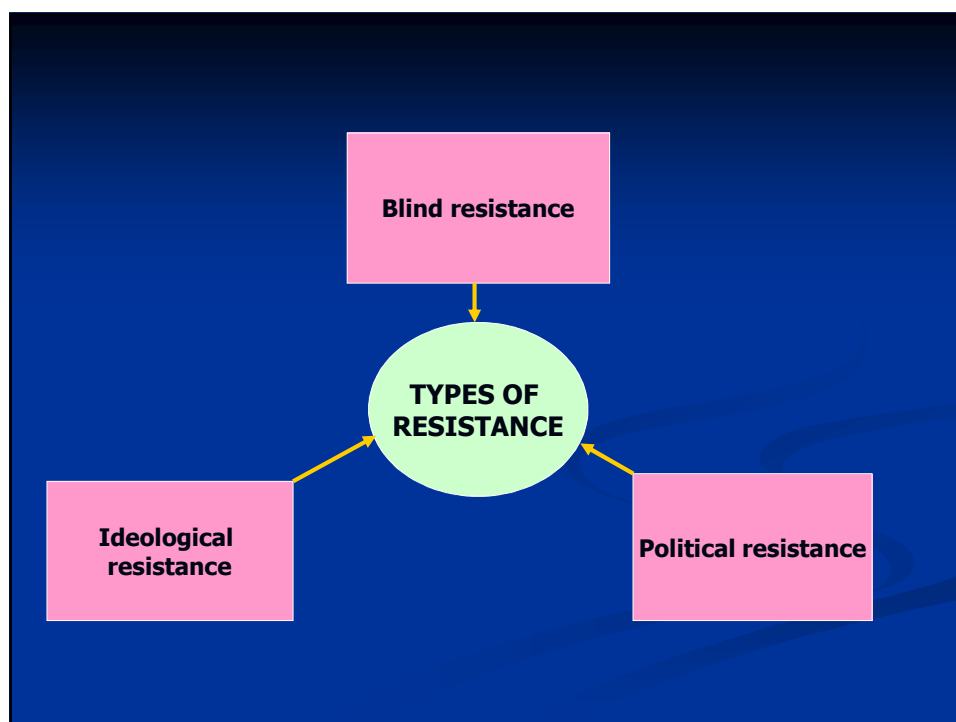 Blind resistance
TYPES OF
RESISTANCE
Ideological
resistance
Political resistance